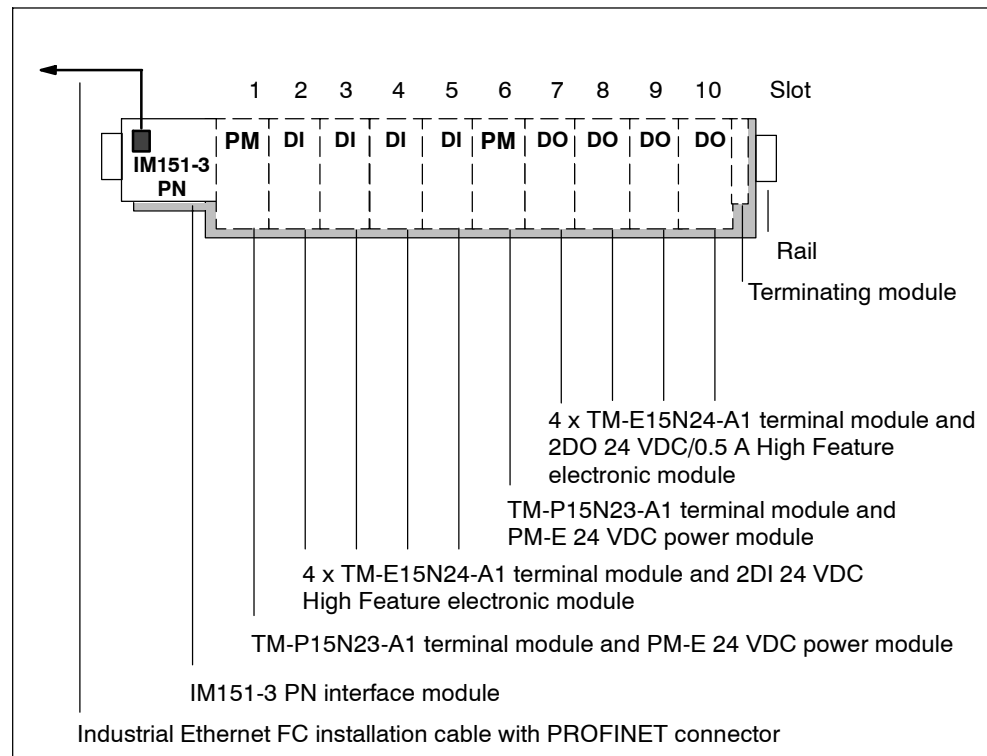 1 2 3 4 5 6 7 8 9 10 Slot
PM DI DI DI DI PM DO DO DO DO
IM151-3
PN
Rail
Terminating module
4 x TM-E15N24-A1 terminal module and
2DO 24 VDC/0.5 A High Feature
electronic module
TM-P15N23-A1 terminal module and
PM-E 24 VDC power module
4 x TM-E15N24-A1 terminal module and 2DI 24 VDC
High Feature electronic module
TM-P15N23-A1 terminal module and PM-E 24 VDC power module
IM151-3 PN interface module
Industrial Ethernet FC installation cable with PROFINET connector